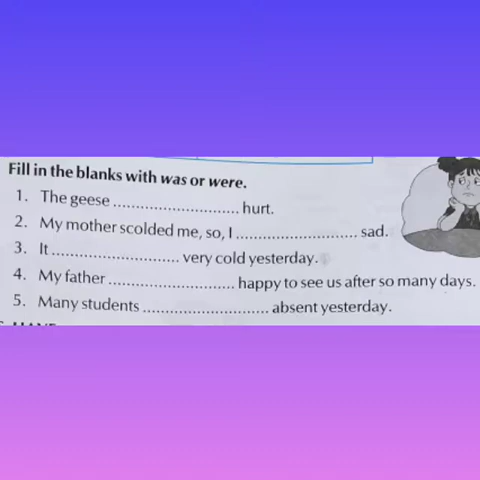 Fill in the blanks with was or were.
1. The geese ............................ hurt.
2. My mother scolded me, so, I ............................ sad.
3. It ............................ very cold yesterday.
4. My father ............................ happy to see us after so many days.
5. Many students ............................ absent yesterday.